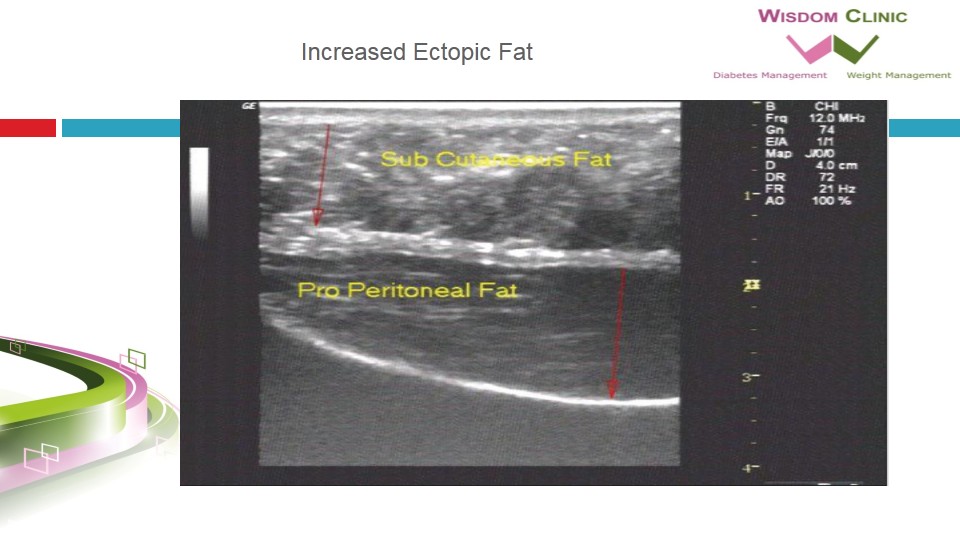 WISDOM CLINIC
Diabetes Management Weight Management
Increased Ectopic Fat
GE
Sub Cutaneous Fat
Pro Peritoneal Fat
B CHI
Frq 12.0 MHz
Gn 74
E/A 1/1
Map J/0/0
D 4.0 cm
DR 72
FR 21 Hz
AO 100 %
1
2
3
4